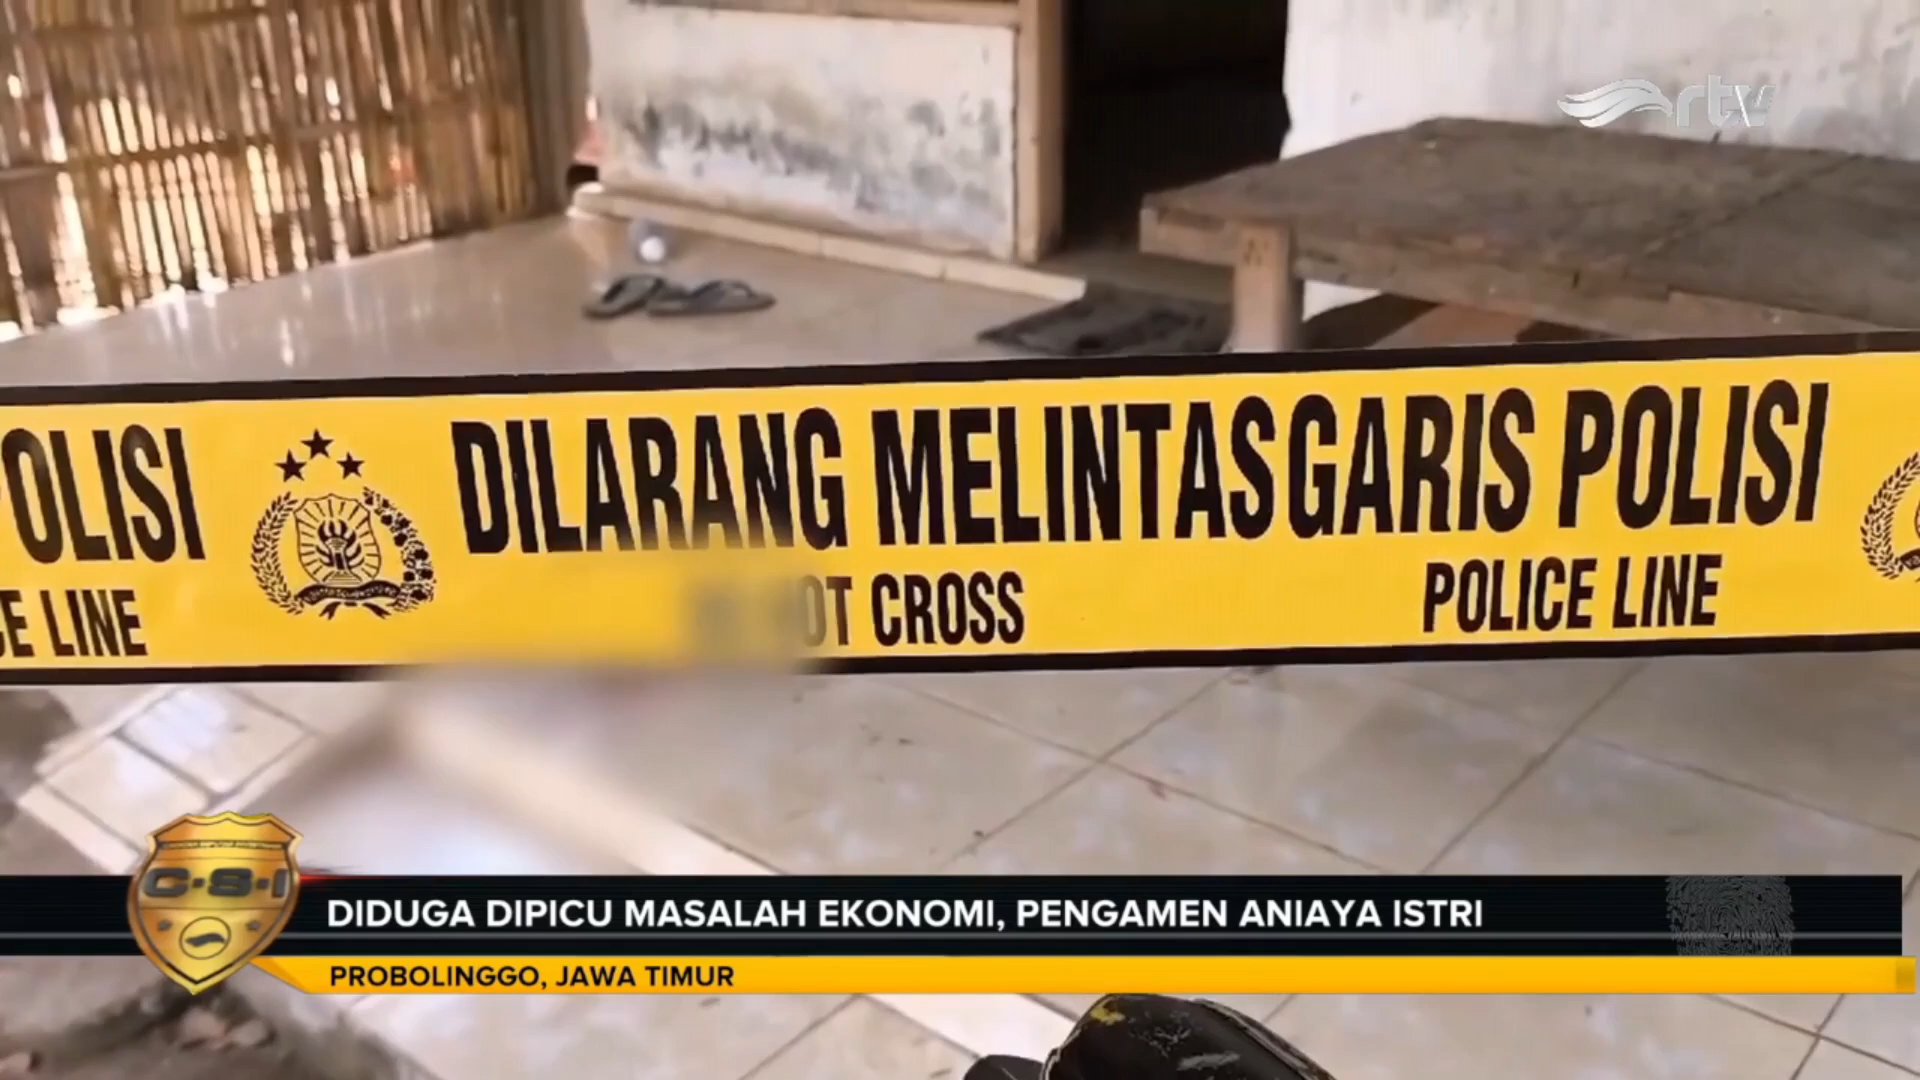 rtv
OLISI DILARANG MELINTAS GARIS POLISI
E LINE OT CROSS POLICE LINE
C·S·I
DIDUGA DIPICU MASALAH EKONOMI, PENGAMEN ANIAYA ISTRI
PROBOLINGGO, JAWA TIMUR